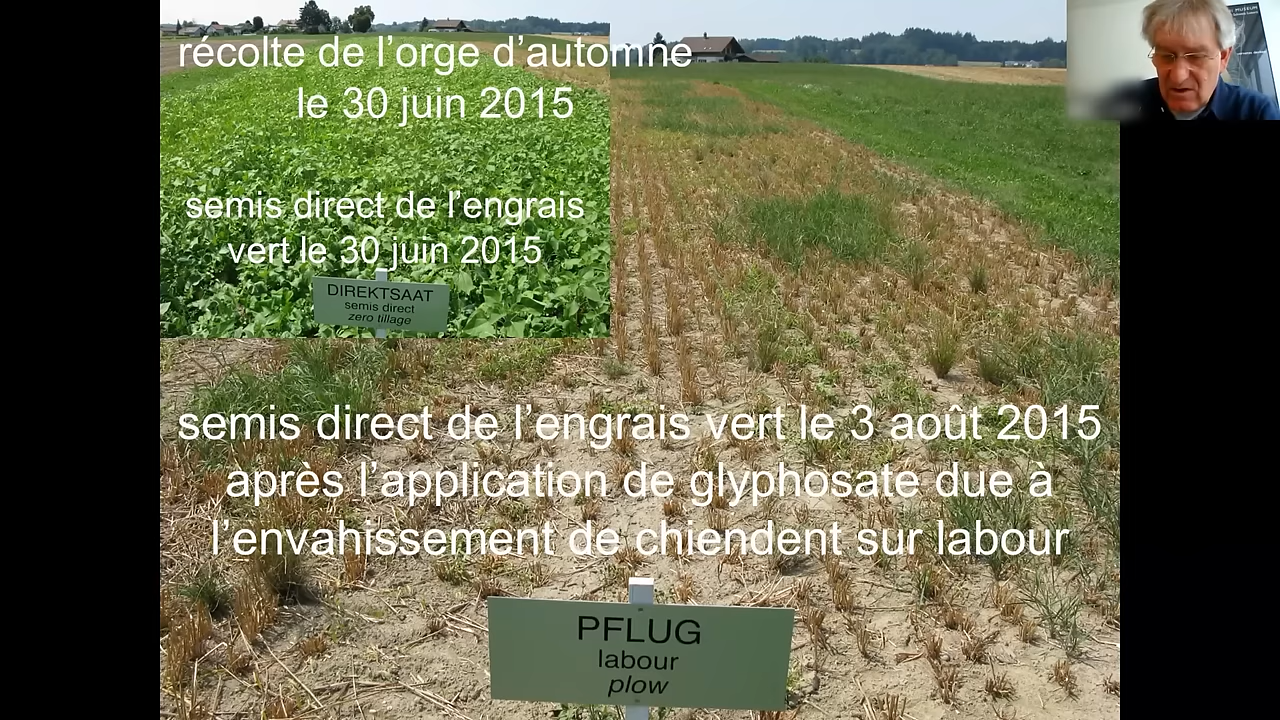 récolte de l’orge d’automne
le 30 juin 2015
semis direct de l’engrais
vert le 30 juin 2015
DIREKTSAAT
semis direct
zero tillage
semis direct de l’engrais vert le 3 août 2015
après l’application de glyphosate due à
l’envahissement de chiendent sur labour
PFLUG
labour
plow
MUSEUM